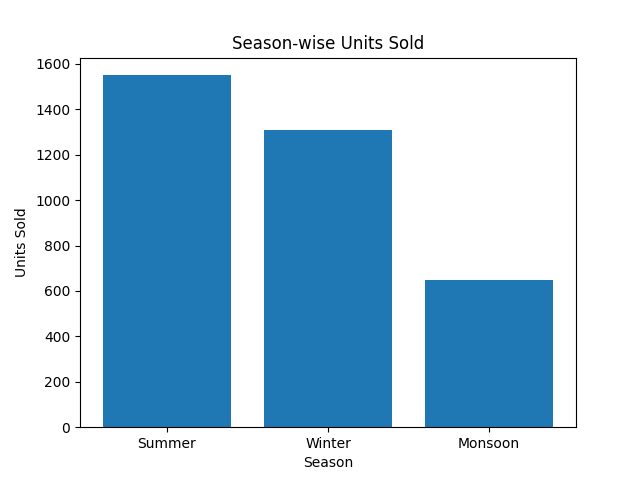 Season-wise Units Sold
1600
1400
1200
1000
800
600
400
200
0
Units Sold
Summer Winter Monsoon
Season